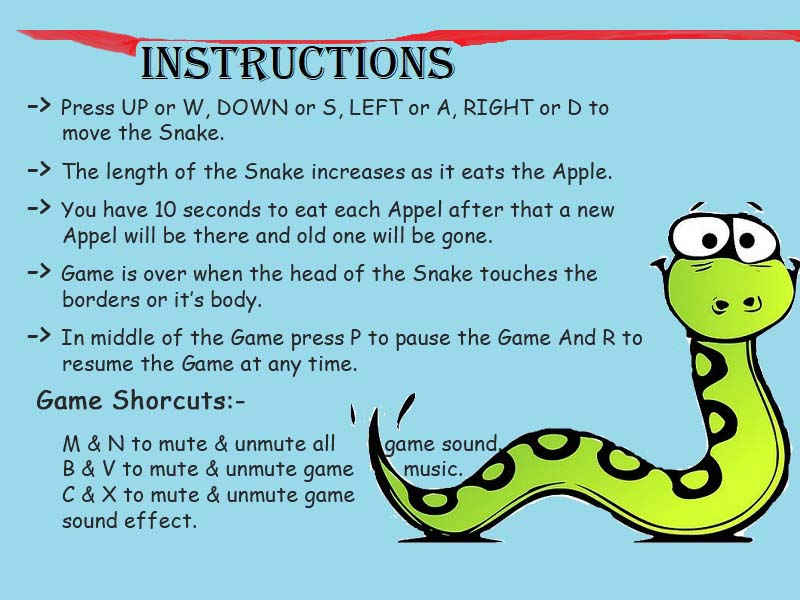 INSTRUCTIONS
–> Press UP or W, DOWN or S, LEFT or A, RIGHT or D to
move the Snake.
–> The length of the Snake increases as it eats the Apple.
–> You have 10 seconds to eat each Appel after that a new
Appel will be there and old one will be gone.
–> Game is over when the head of the Snake touches the
borders or it's body.
–> In middle of the Game press P to pause the Game And R to
resume the Game at any time.
Game Shorcuts:-
M & N to mute & unmute all game sound.
B & V to mute & unmute game music.
C & X to mute & unmute game
sound effect.